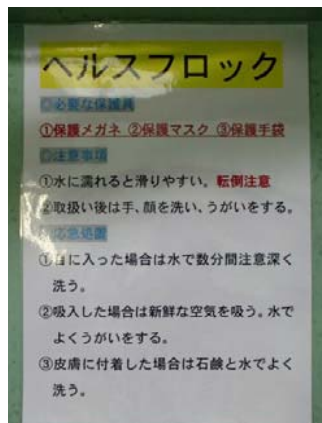 ヘルスフロック
◎必要な保護具
①保護メガネ ②保護マスク ③保護手袋
◎注意事項
①水に濡れると滑りやすい。転倒注意
②取扱い後は手、顔を洗い、うがいをする。
◎応急処置
①目に入った場合は水で数分間注意深く
洗う。
②吸入した場合は新鮮な空気を吸う。水で
よくうがいをする。
③皮膚に付着した場合は石鹸と水でよく
洗う。